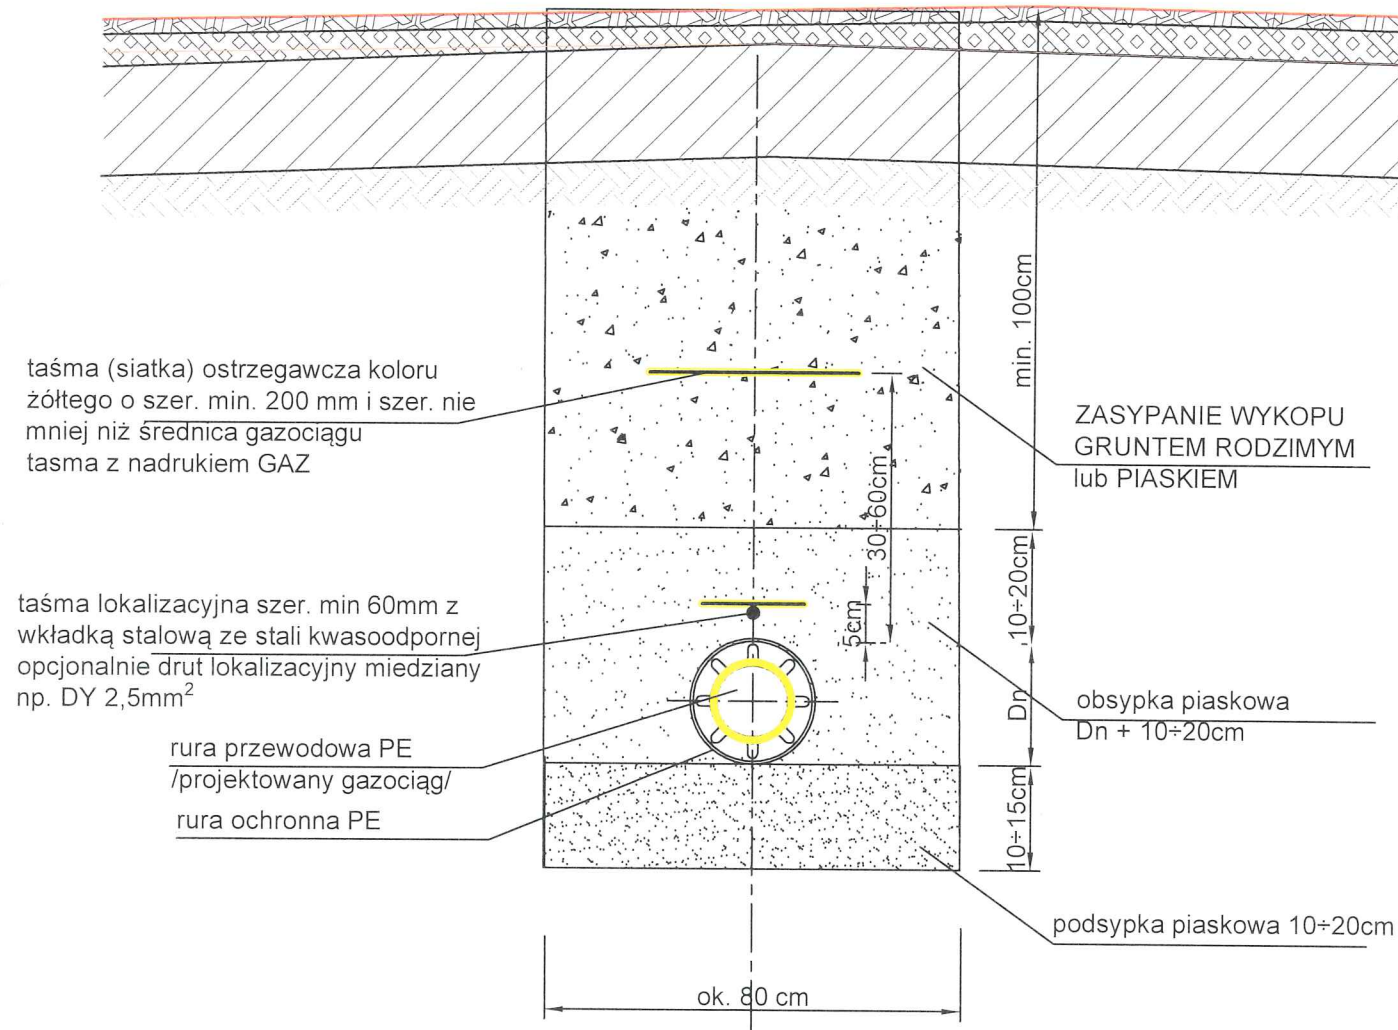 taśma (siatka) ostrzegawcza koloru
żółtego o szer. min. 200 mm i szer. nie
mniej niż średnica gazociągu
tasma z nadrukiem GAZ
taśma lokalizacyjna szer. min 60mm z
wkładką stalową ze stali kwasoodpornej
opcjonalnie drut lokalizacyjny miedziany
np. DY 2,5mm²
rura przewodowa PE
/projektowany gazociąg/
rura ochronna PE
30÷60cm
5cm
min. 100cm
10÷20cm
Dn
10÷15cm
ZASYPANIE WYKOPU
GRUNTEM RODZIMYM
lub PIASKIEM
obsypka piaskowa
Dn + 10÷20cm
podsypka piaskowa 10÷20cm
ok. 80 cm